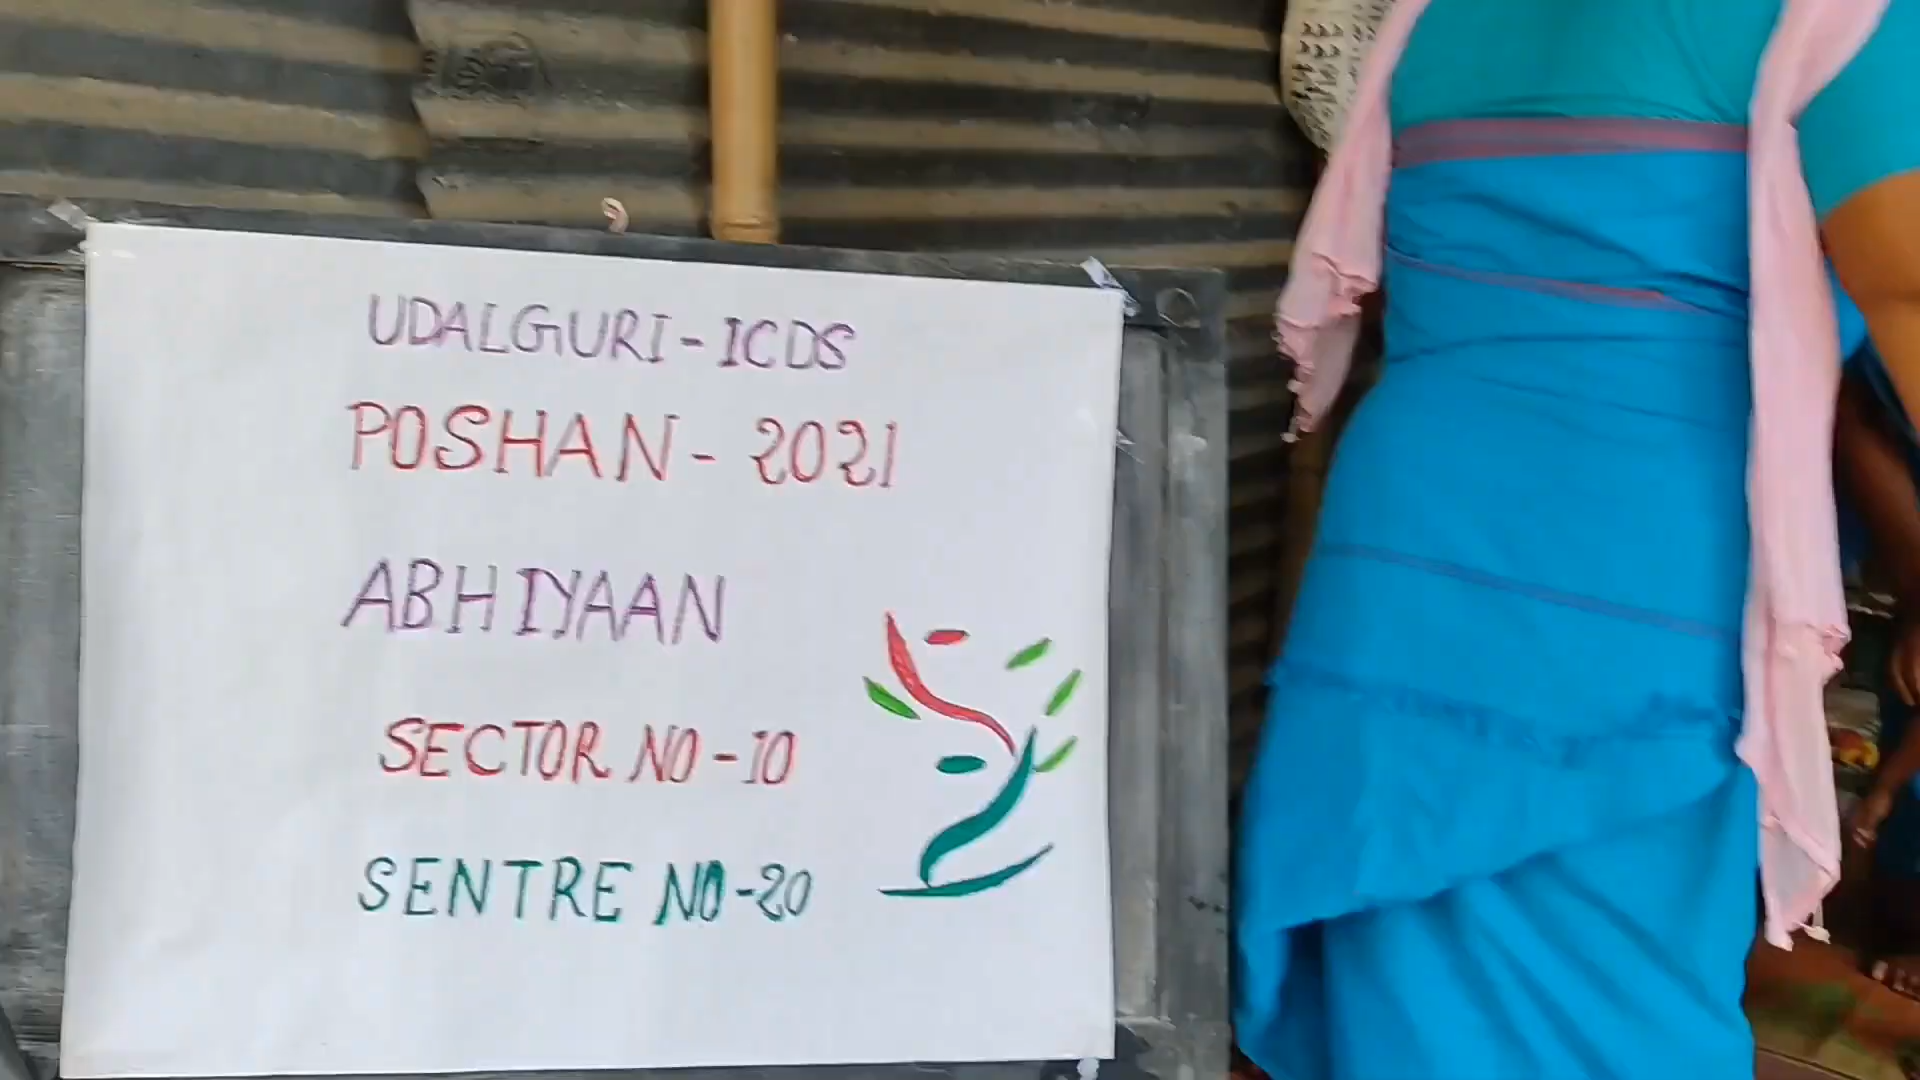 UDALGURI-ICDS
POSHAN-2021
ABHIYAAN
SECTOR NO-10
SENTRE NO-20